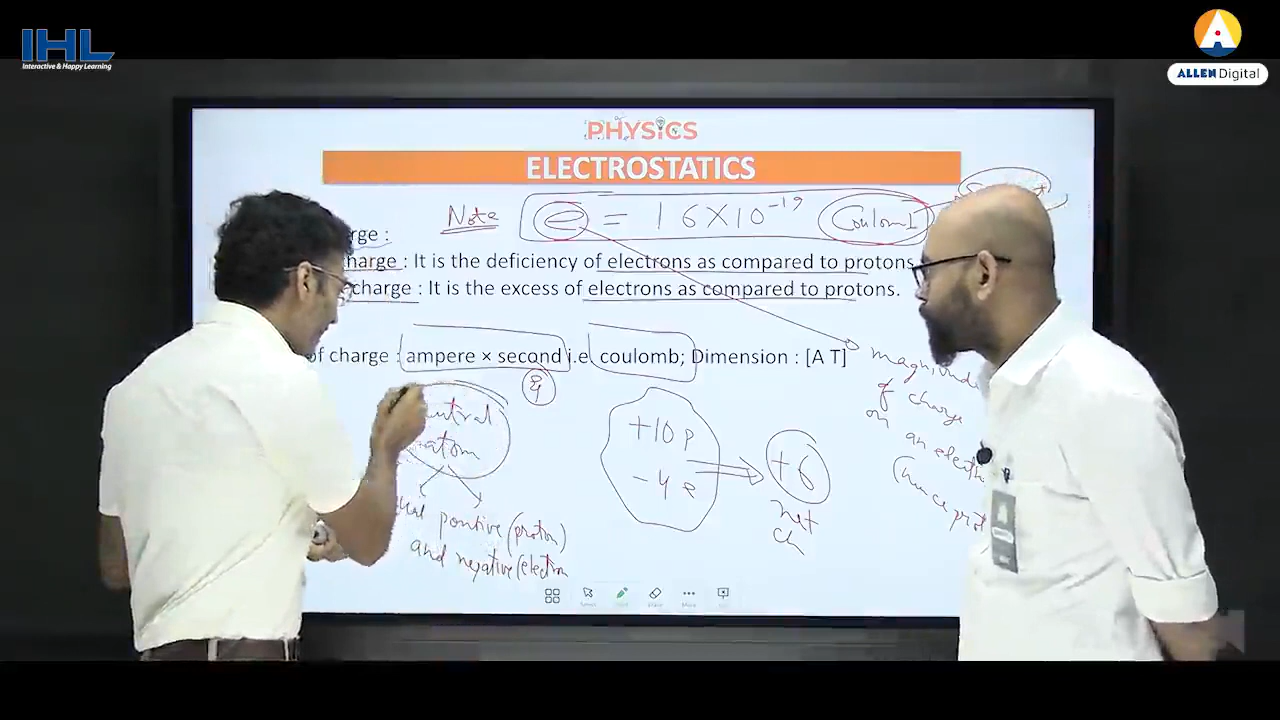 IHL
Interactive & Happy Learning
ALLEN Digital
PHYSICS
ELECTROSTATICS
Note
e = 1 6 X 10⁻¹⁹ Coulomb
rge :
harge : It is the deficiency of electrons as compared to protons
charge : It is the excess of electrons as compared to protons.
of charge : ampere × second i.e. coulomb; Dimension : [A T]
magnitude
of charge
on an
atom
+10 p
- 4 e
+6
net
ch
positive (proton)
and negative (electron
More